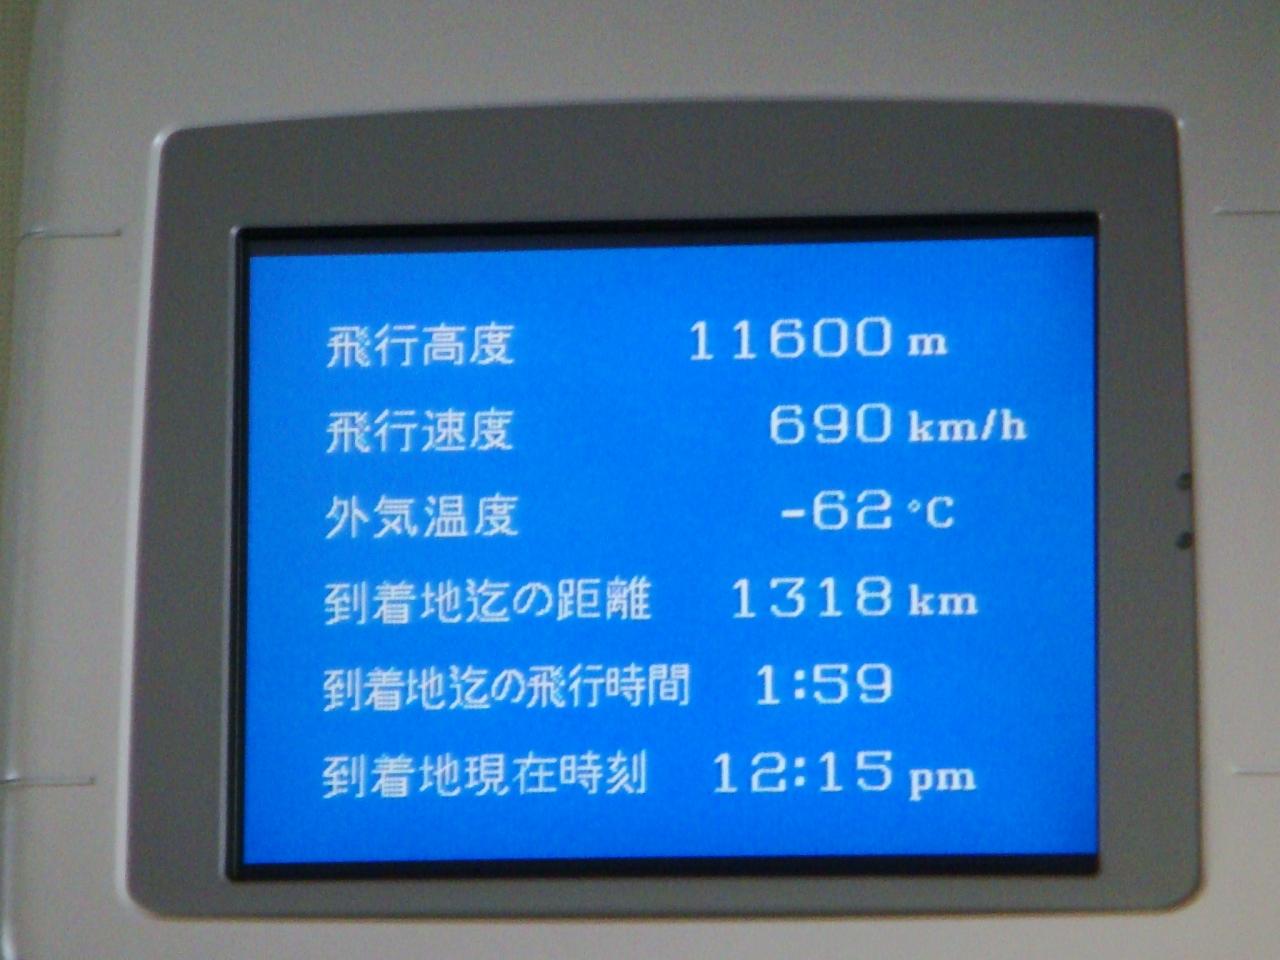 飛行高度 11600 m
飛行速度 690 km/h
外気温度 -62 °C
到着地迄の距離 1318 km
到着地迄の飛行時間 1:59
到着地現在時刻 12:15 pm